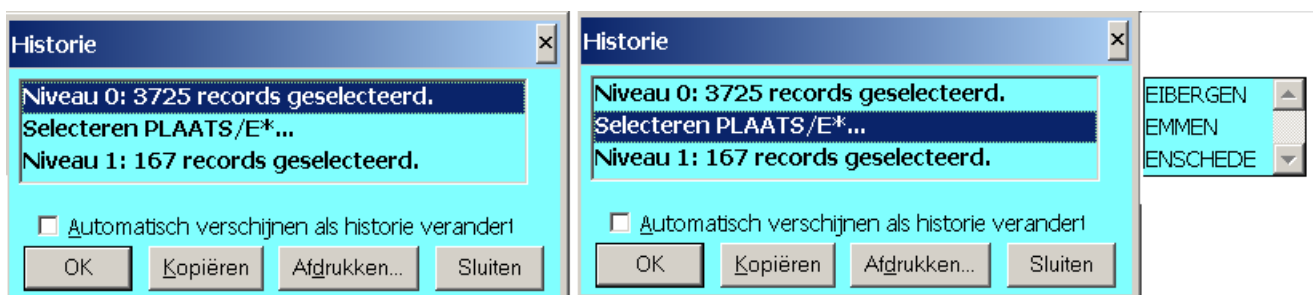 Historie
Niveau 0: 3725 records geselecteerd.
Selecteren PLAATS/E*...
Niveau 1: 167 records geselecteerd.
Automatisch verschijnen als historie verandert
OK
Kopiëren
Afdrukken...
Sluiten
Historie
Niveau 0: 3725 records geselecteerd.
Selecteren PLAATS/E*...
Niveau 1: 167 records geselecteerd.
Automatisch verschijnen als historie verandert
OK
Kopiëren
Afdrukken...
Sluiten
EIBERGEN
EMMEN
ENSCHEDE